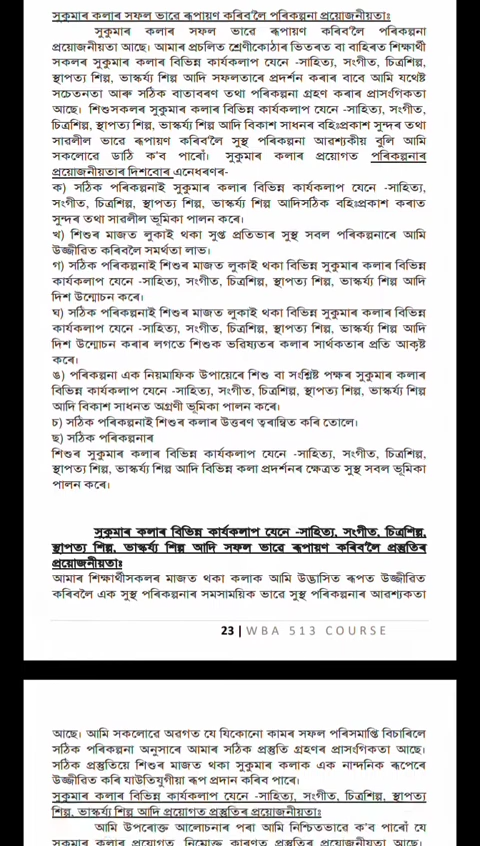 সুকুমাৰ কলাৰ সফল ভাৱে ৰূপায়ণ কৰিব'লৈ পৰিকল্পনা প্ৰয়োজনীয়তাঃ
সুকুমাৰ কলাৰ সফল ভাৱে ৰূপায়ণ কৰিব'লৈ পৰিকল্পনা
প্ৰয়োজনীয়তা আছে। আমাৰ প্ৰচলিত শ্ৰেণীকোঠাৰ ভিতৰত বা বাহিৰত শিক্ষাৰ্থী
সকলৰ সুকুমাৰ কলাৰ বিভিন্ন কাৰ্যকলাপ যেনে -সাহিত্য, সংগীত, চিত্ৰশিল্প,
স্থাপত্য শিল্প, ভাস্কৰ্য্য শিল্প আদি সফলতাৰে প্ৰদৰ্শন কৰাৰ বাবে আমি যথেষ্ট
সচেতনতা আৰু সঠিক বাতাবৰণ তথা পৰিকল্পনা গ্ৰহণ কৰাৰ প্ৰাসংগিকতা
আছে। শিশুসকলৰ সুকুমাৰ কলাৰ বিভিন্ন কাৰ্যকলাপ যেনে -সাহিত্য, সংগীত,
চিত্ৰশিল্প, স্থাপত্য শিল্প, ভাস্কৰ্য্য শিল্প আদি বিকাশ সাধনৰ বহিঃপ্ৰকাশ সুন্দৰ তথা
সাৱলীল ভাৱে ৰূপায়ণ কৰিব'লৈ সুস্থ পৰিকল্পনা আৱশ্যকীয় বুলি আমি
সকলোৱে ডাঠি ক'ব পাৰোঁ। সুকুমাৰ কলাৰ প্ৰয়োগত পৰিকল্পনাৰ
প্ৰয়োজনীয়তাৰ দিশবোৰ এনেধৰণৰ-
ক) সঠিক পৰিকল্পনাই সুকুমাৰ কলাৰ বিভিন্ন কাৰ্যকলাপ যেনে -সাহিত্য,
সংগীত, চিত্ৰশিল্প, স্থাপত্য শিল্প, ভাস্কৰ্য্য শিল্প আদিসঠিক বহিঃপ্ৰকাশ কৰাত
সুন্দৰ তথা সাৱলীল ভূমিকা পালন কৰে।
খ) শিশুৰ মাজত লুকাই থকা সুপ্ত প্ৰতিভাৰ সুস্থ সবল পৰিকল্পনাৰে আমি
উজ্জীৱিত কৰিবলৈ সমৰ্থতা লাভ।
গ) সঠিক পৰিকল্পনাই শিশুৰ মাজত লুকাই থকা বিভিন্ন সুকুমাৰ কলাৰ বিভিন্ন
কাৰ্যকলাপ যেনে -সাহিত্য, সংগীত, চিত্ৰশিল্প, স্থাপত্য শিল্প, ভাস্কৰ্য্য শিল্প আদি
দিশ উন্মোচন কৰে।
ঘ) সঠিক পৰিকল্পনাই শিশুৰ মাজত লুকাই থকা বিভিন্ন সুকুমাৰ কলাৰ বিভিন্ন
কাৰ্যকলাপ যেনে -সাহিত্য, সংগীত, চিত্ৰশিল্প, স্থাপত্য শিল্প, ভাস্কৰ্য্য শিল্প আদি
দিশ উন্মোচন কৰাৰ লগতে শিশুক ভৱিষ্যতৰ কলাৰ সাৰ্থকতাৰ প্ৰতি আকৃষ্ট
কৰে।
ঙ) পৰিকল্পনা এক নিয়মাফিক উপায়েৰে শিশু বা সংশ্লিষ্ট পক্ষৰ সুকুমাৰ কলাৰ
বিভিন্ন কাৰ্যকলাপ যেনে -সাহিত্য, সংগীত, চিত্ৰশিল্প, স্থাপত্য শিল্প, ভাস্কৰ্য্য শিল্প
আদি বিকাশ সাধনত অগ্ৰণী ভূমিকা পালন কৰে।
চ) সঠিক পৰিকল্পনাই শিশুৰ কলাৰ উত্তৰণ ত্বৰান্বিত কৰি তোলে।
ছ) সঠিক পৰিকল্পনাৰ
শিশুৰ সুকুমাৰ কলাৰ বিভিন্ন কাৰ্যকলাপ যেনে -সাহিত্য, সংগীত, চিত্ৰশিল্প,
স্থাপত্য শিল্প, ভাস্কৰ্য্য শিল্প আদি বিভিন্ন কলা প্ৰদৰ্শনৰ ক্ষেত্ৰত সুস্থ সবল ভূমিকা
পালন কৰে।
সুকুমাৰ কলাৰ বিভিন্ন কাৰ্যকলাপ যেনে -সাহিত্য, সংগীত, চিত্ৰশিল্প,
স্থাপত্য শিল্প, ভাস্কৰ্য্য শিল্প আদি সফল ভাৱে ৰূপায়ণ কৰিব'লৈ প্ৰস্তুতিৰ
প্ৰয়োজনীয়তাঃ
আমাৰ শিক্ষাৰ্থীসকলৰ মাজত থকা কলাক আমি উদ্ভাসিত ৰূপত উজ্জীৱিত
কৰিবলৈ এক সুস্থ পৰিকল্পনাৰ সমসাময়িক ভাৱে সুস্থ পৰিকল্পনাৰ আৱশ্যকতা
23 | WBA 513 COURSE
আছে। আমি সকলোৱে অৱগত যে যিকোনো কামৰ সফল পৰিসমাপ্তি বিচাৰিলে
সঠিক পৰিকল্পনা অনুসাৰে আমাৰ সঠিক প্ৰস্তুতি গ্ৰহণৰ প্ৰাসংগিকতা আছে।
সঠিক প্ৰস্তুতিয়ে শিশুৰ মাজত থকা সুকুমাৰ কলাক এক নান্দনিক ৰূপেৰে
উজ্জীৱিত কৰি যাউতিযুগীয়া ৰূপ প্ৰদান কৰিব পাৰে।
সুকুমাৰ কলাৰ বিভিন্ন কাৰ্যকলাপ যেনে -সাহিত্য, সংগীত, চিত্ৰশিল্প, স্থাপত্য
শিল্প, ভাস্কৰ্য্য শিল্প আদি প্ৰয়োগত প্ৰস্তুতিৰ প্ৰয়োজনীয়তাঃ
আমি উপৰোক্ত আলোচনাৰ পৰা আমি নিশ্চিতভাৱে ক'ব পাৰোঁ যে
সুকুমাৰ কলাৰ প্ৰয়োগত নিম্নোক্ত কাৰণত প্ৰস্তুতিৰ প্ৰয়োজনীয়তা আছে।